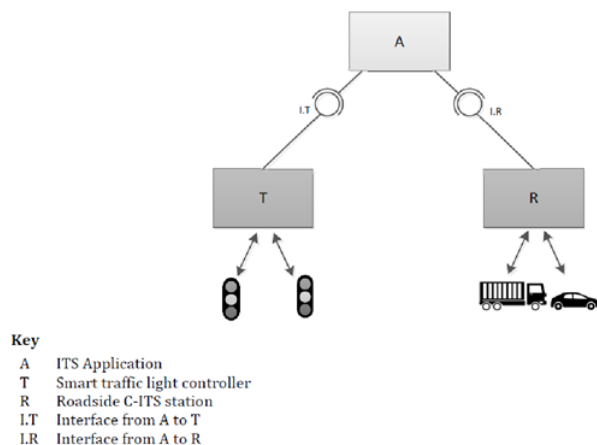 A
I.T
I.R
T
R
Key
A ITS Application
T Smart traffic light controller
R Roadside C-ITS station
I.T Interface from A to T
I.R Interface from A to R